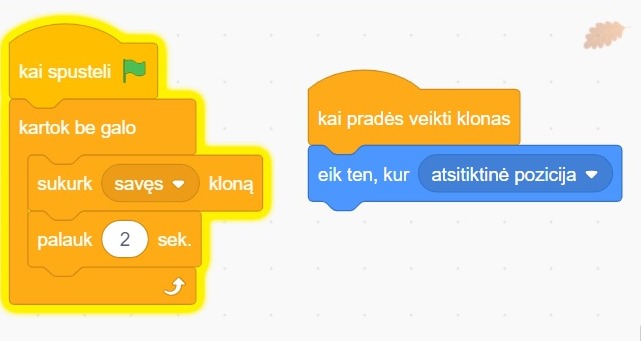 kai spusteli
kartok be galo
sukurk savęs kloną
palauk 2 sek.
kai pradės veikti klonas
eik ten, kur atsitiktinė pozicija